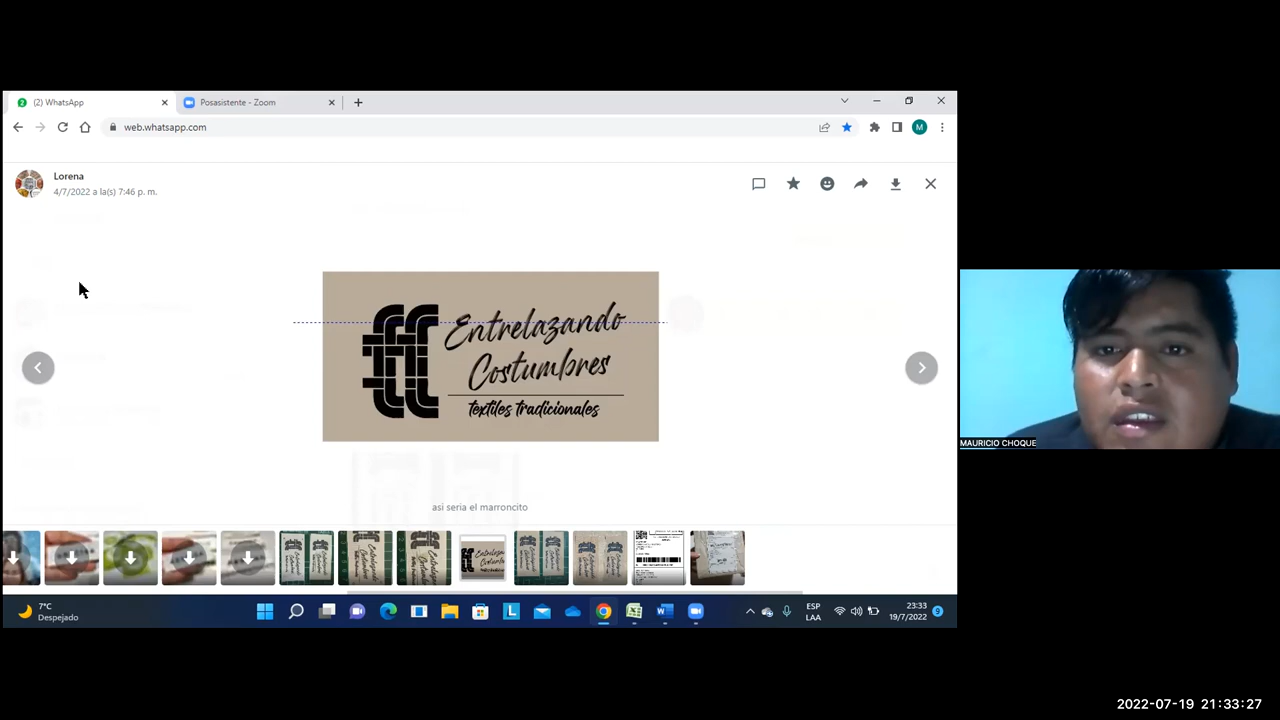 (2) WhatsApp
Posasistente - Zoom
web.whatsapp.com
M
Lorena
4/7/2022 a la(s) 7:46 p. m.
Entrelazando
Costumbres
textiles tradicionales
asi seria el marroncito
MAURICIO CHOQUE
7°C
Despejado
ESP
LAA
23:33
19/7/2022
2022-07-19 21:33:27